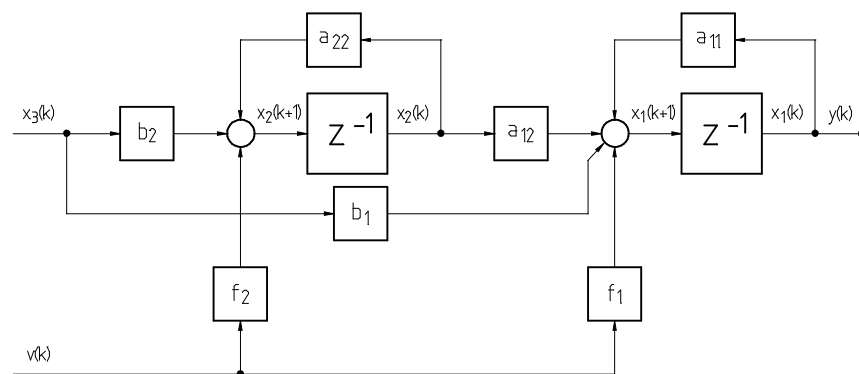 a22
a11
x3(k)
x2(k+1)
x2(k)
x1(k+1)
x1(k)
y(k)
b2
z-1
a12
z-1
b1
f2
f1
v(k)